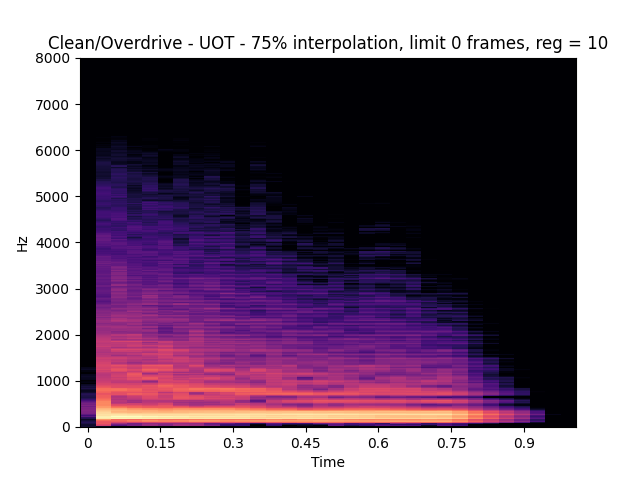 Clean/Overdrive - UOT - 75% interpolation, limit 0 frames, reg = 10
8000
7000
6000
5000
4000
3000
2000
1000
0
Hz
0 0.15 0.3 0.45 0.6 0.75 0.9
Time